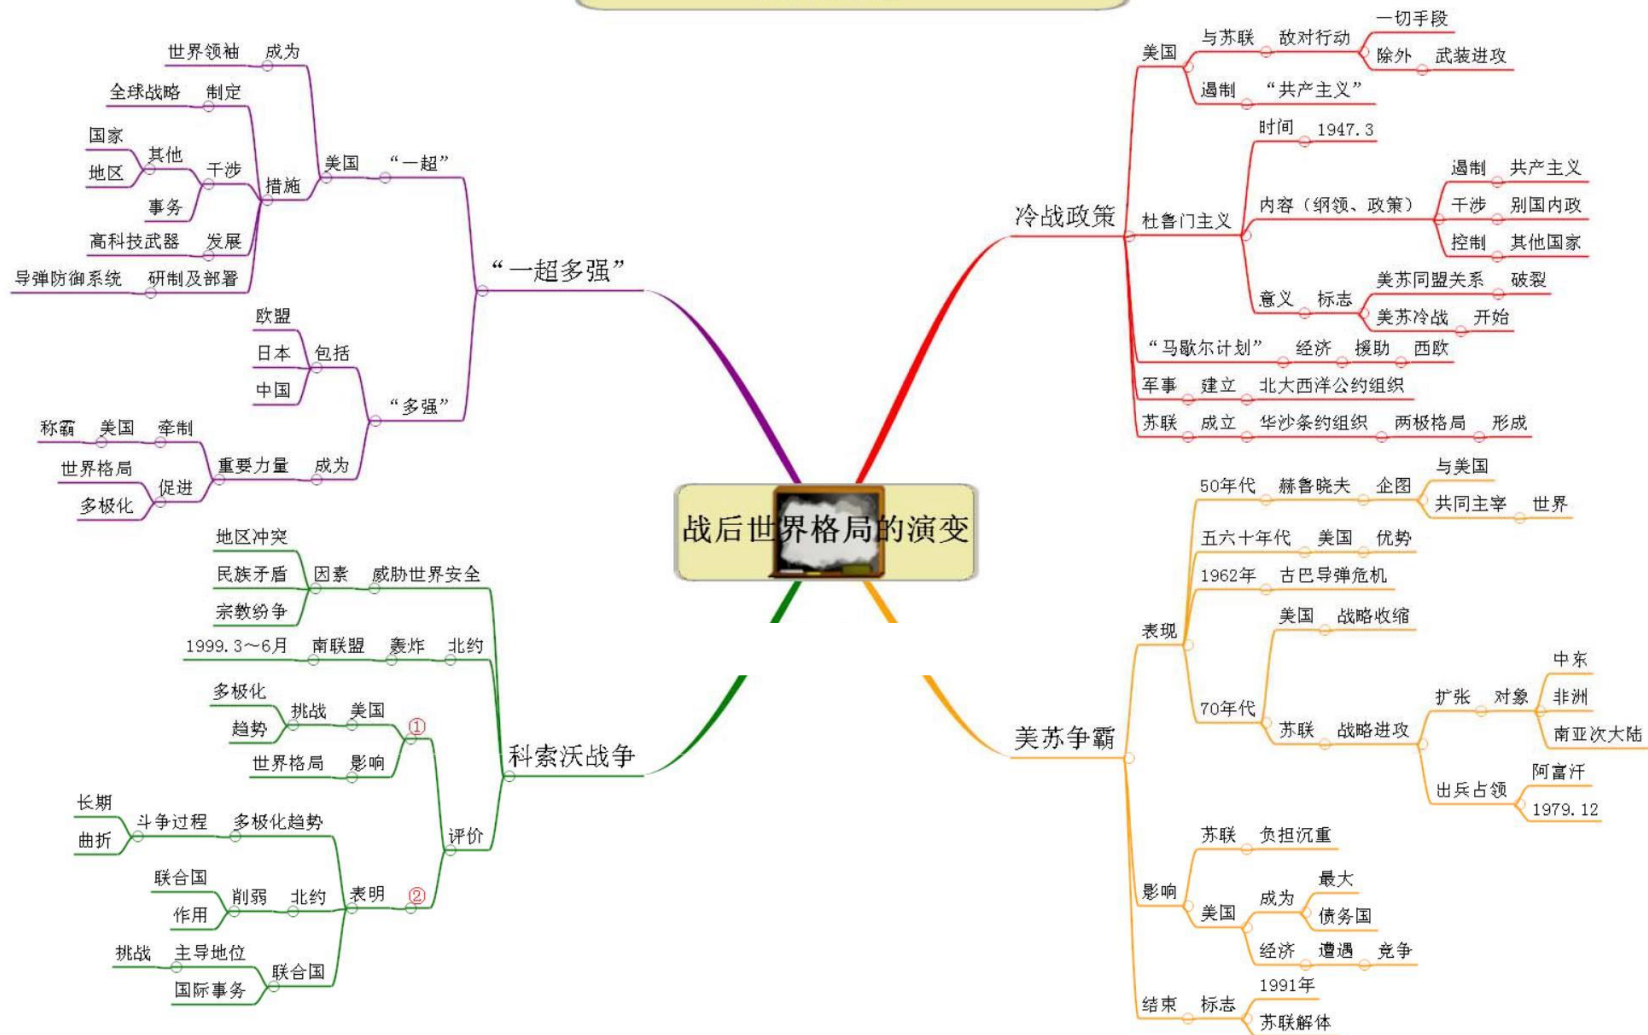 战后世界格局的演变
冷战政策
美国
与苏联 敌对行动
一切手段
除外 武装进攻
遏制 “共产主义”
杜鲁门主义
时间 1947.3
内容（纲领、政策）
遏制 共产主义
干涉 别国内政
控制 其他国家
意义 标志
美苏同盟关系 破裂
美苏冷战 开始
“马歇尔计划” 经济 援助 西欧
军事 建立 北大西洋公约组织
苏联 成立 华沙条约组织 两极格局 形成
美苏争霸
表现
50年代 赫鲁晓夫 企图
与美国
共同主宰 世界
五六十年代 美国 优势
1962年 古巴导弹危机
70年代
美国 战略收缩
苏联 战略进攻
扩张 对象
中东
非洲
南亚次大陆
出兵占领
阿富汗
1979.12
影响
苏联 负担沉重
美国
成为
最大
债务国
经济 遭遇 竞争
结束 标志
1991年
苏联解体
“一超多强”
美国 “一超”
世界领袖 成为
措施
全球战略 制定
干涉
其他
国家
地区
事务
高科技武器 发展
导弹防御系统 研制及部署
“多强”
包括
欧盟
日本
中国
重要力量 成为
称霸 美国 牵制
促进
世界格局
多极化
科索沃战争
因素 威胁世界安全
地区冲突
民族矛盾
宗教纷争
1999.3～6月 南联盟 轰炸 北约
评价
①
挑战 美国
多极化
趋势
世界格局 影响
表明 ②
斗争过程 多极化趋势
长期
曲折
削弱 北约
联合国
作用
联合国
挑战 主导地位
国际事务